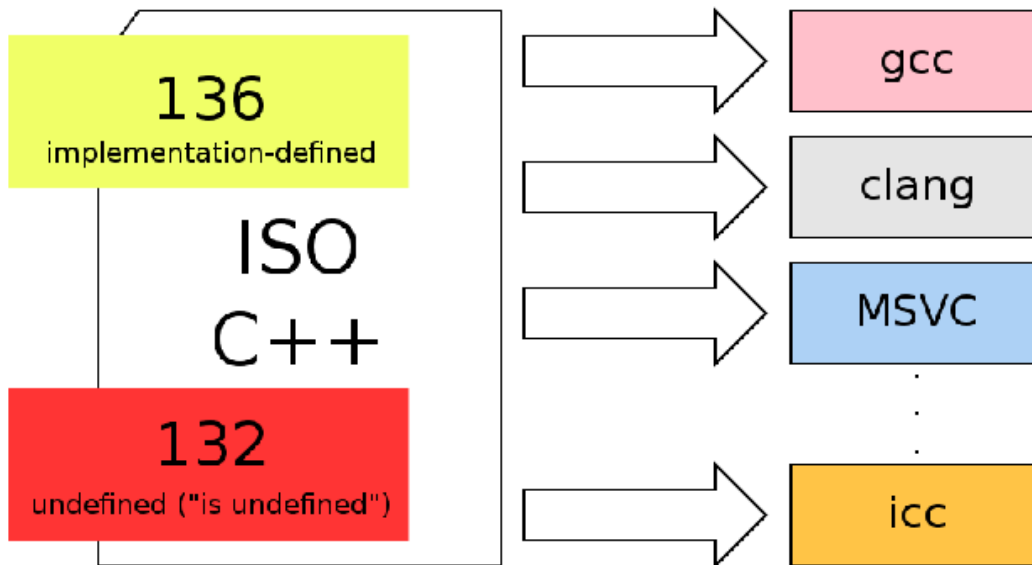 136
implementation-defined
ISO
C++
132
undefined ("is undefined")
gcc
clang
MSVC
.
.
.
icc